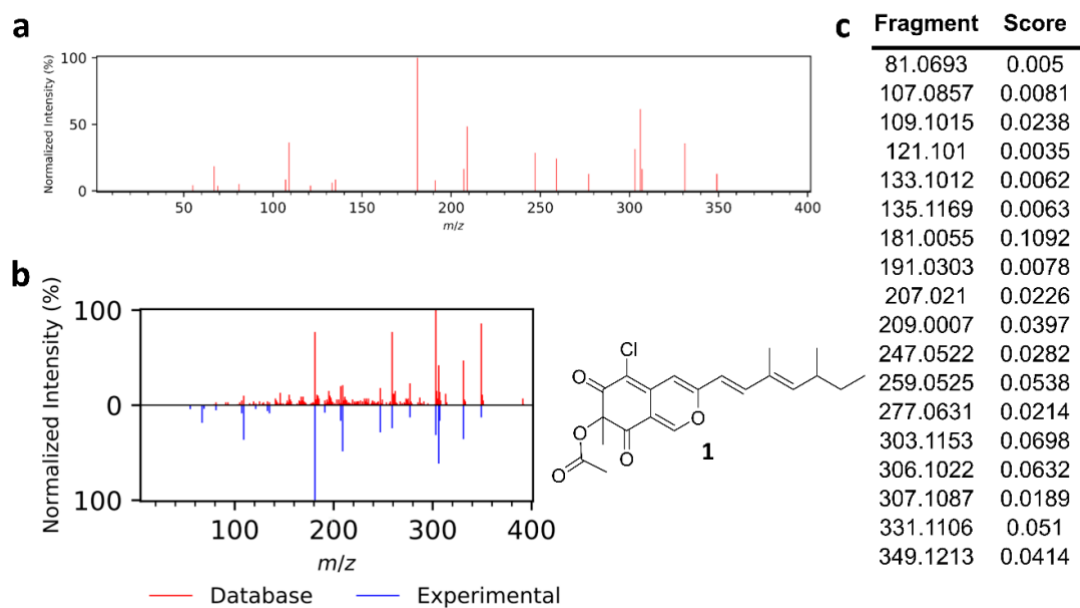 a
Normalized Intensity (%)
100
50
0
50 100 150 200 250 300 350 400
m/z
b
Normalized Intensity (%)
100
0
100
100 200 300 400
m/z
Database Experimental
Cl
O
O
O
O
O
1
c Fragment Score
81.0693 0.005
107.0857 0.0081
109.1015 0.0238
121.101 0.0035
133.1012 0.0062
135.1169 0.0063
181.0055 0.1092
191.0303 0.0078
207.021 0.0226
209.0007 0.0397
247.0522 0.0282
259.0525 0.0538
277.0631 0.0214
303.1153 0.0698
306.1022 0.0632
307.1087 0.0189
331.1106 0.051
349.1213 0.0414